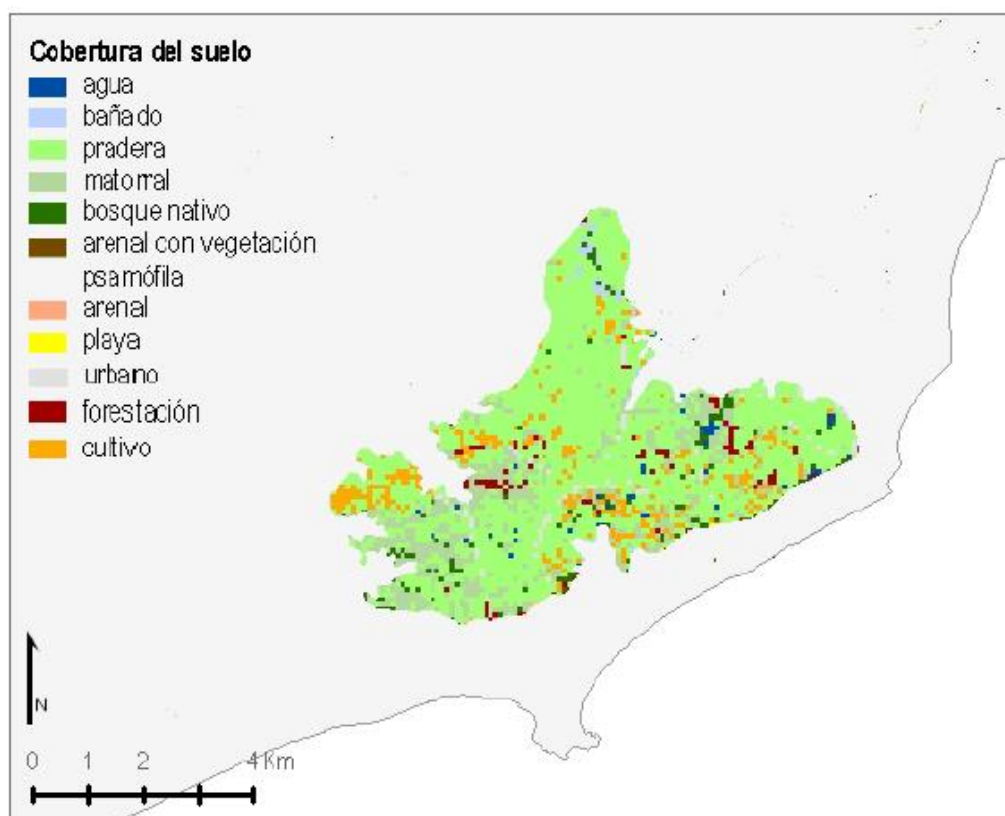 Cobertura del suelo
agua
bañado
pradera
matorral
bosque nativo
arenal con vegetación
psamófila
arenal
playa
urbano
forestación
cultivo
N
0 1 2 4 Km